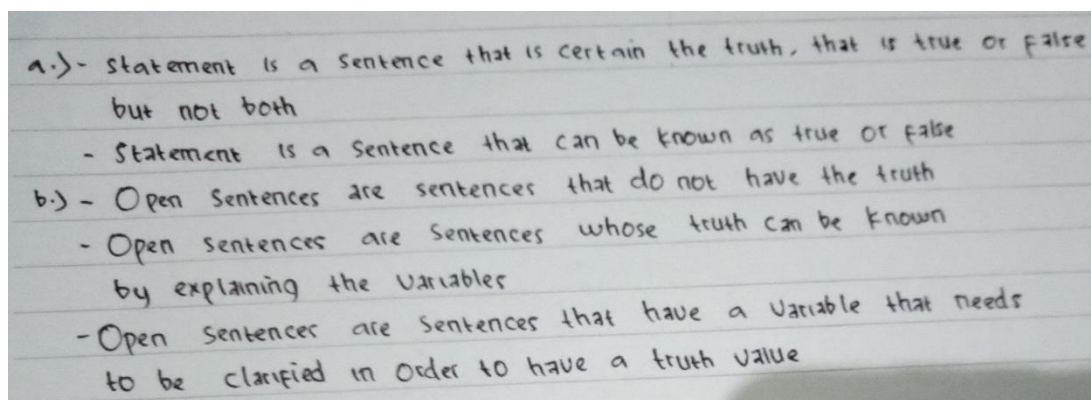 a.) - Statement is a sentence that is certain the truth, that is true or false
but not both
- Statement is a sentence that can be known as true or false
b.) - Open Sentences are sentences that do not have the truth
- Open sentences are Sentences whose truth can be known
by explaining the variables
- Open Sentences are Sentences that have a variable that needs
to be clarified in order to have a truth value